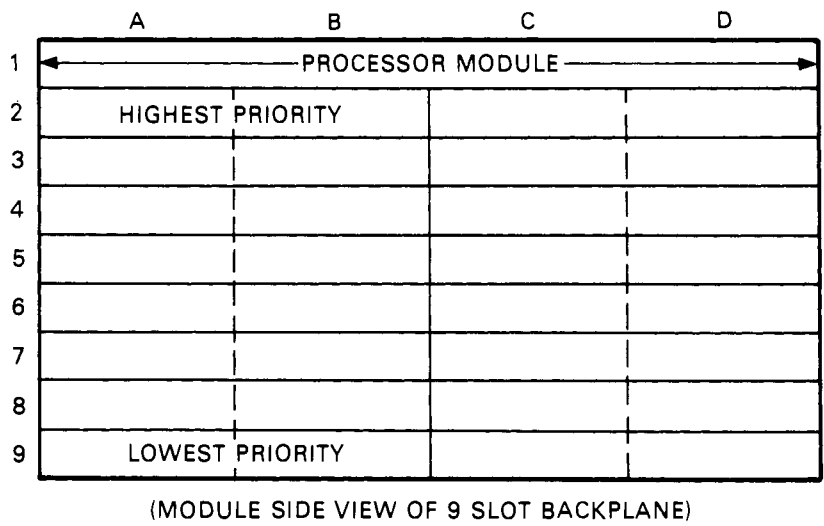 A B C D
1 PROCESSOR MODULE
2 HIGHEST PRIORITY
3
4
5
6
7
8
9 LOWEST PRIORITY
(MODULE SIDE VIEW OF 9 SLOT BACKPLANE)